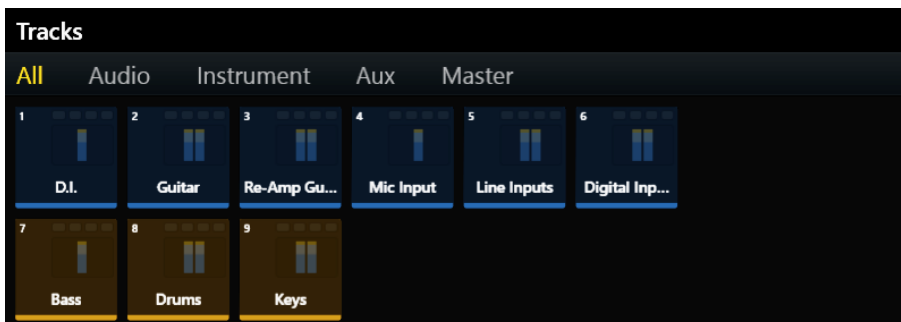 Tracks
All Audio Instrument Aux Master
1 2 3 4 5 6
D.I. Guitar Re-Amp Gu... Mic Input Line Inputs Digital Inp...
7 8 9
Bass Drums Keys